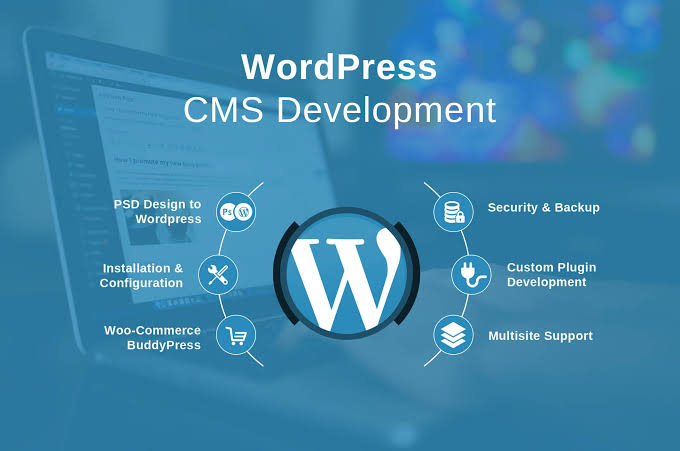 WordPress
CMS Development
PSD Design to
Wordpress
Ps
Installation &
Configuration
Woo-Commerce
BuddyPress
W
Security & Backup
Custom Plugin
Development
Multisite Support